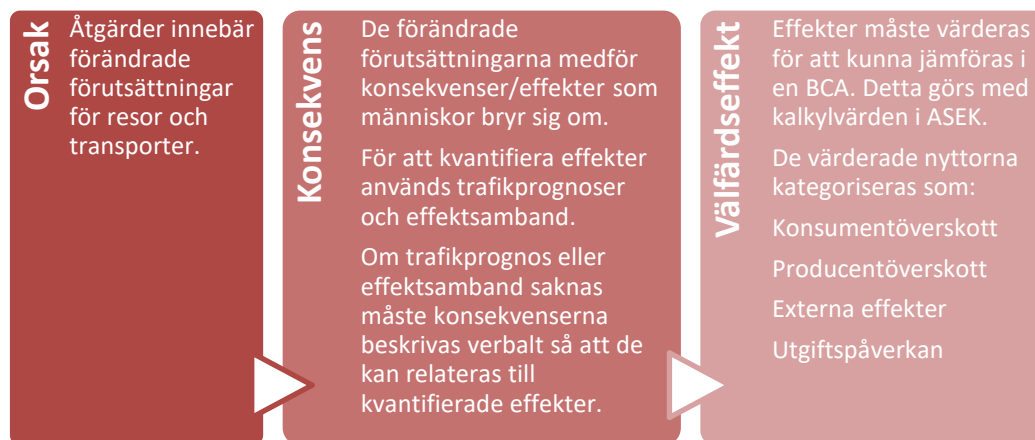 Orsak
Åtgärder innebär
förändrade
förutsättningar
för resor och
transporter.
Konsekvens
De förändrade
förutsättningarna medför
konsekvenser/effekter som
människor bryr sig om.
För att kvantifiera effekter
används trafikprognoser
och effektsamband.
Om trafikprognos eller
effektsamband saknas
måste konsekvenserna
beskrivas verbalt så att de
kan relateras till
kvantifierade effekter.
Välfärdseffekt
Effekter måste värderas
för att kunna jämföras i
en BCA. Detta görs med
kalkylvärden i ASEK.
De värderade nyttorna
kategoriseras som:
Konsumentöverskott
Producentöverskott
Externa effekter
Utgiftspåverkan